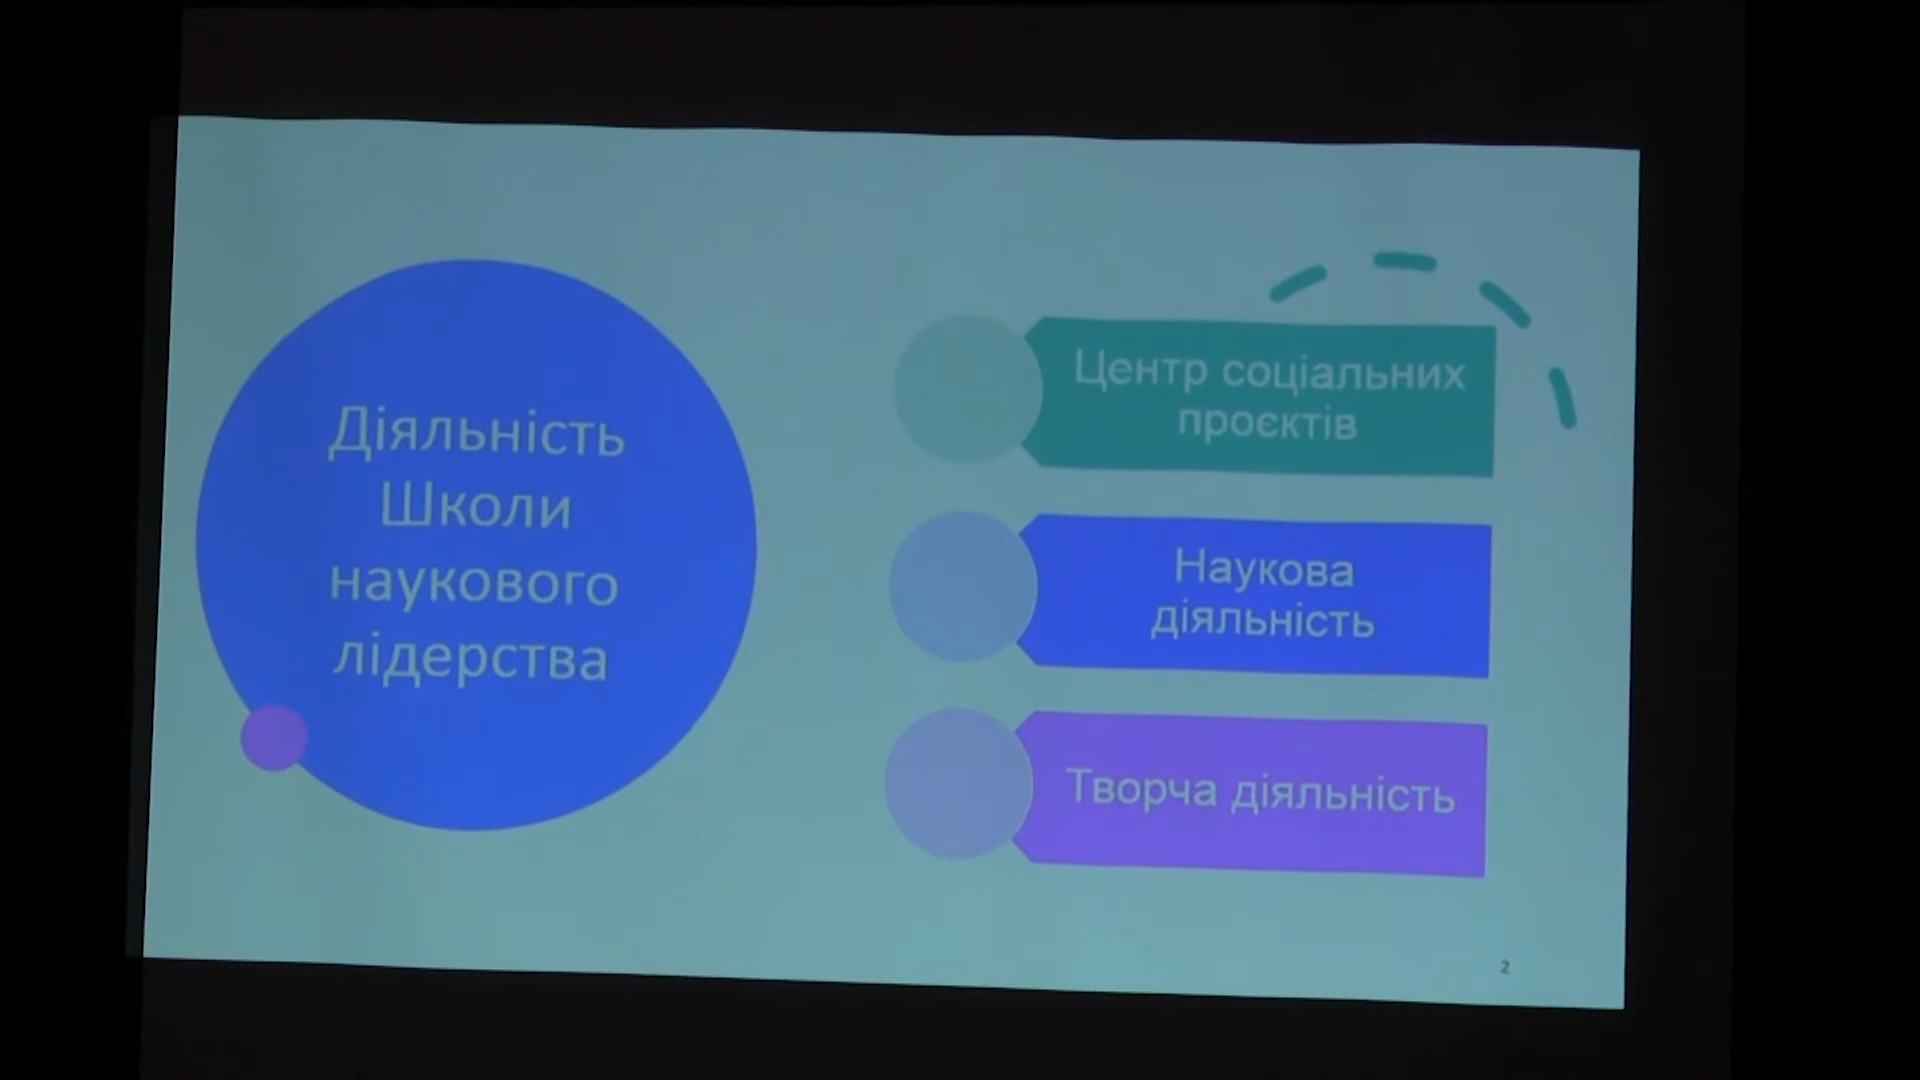 Діяльність
Школи
наукового
лідерства
Центр соціальних
проєктів
Наукова
діяльність
Творча діяльність
2